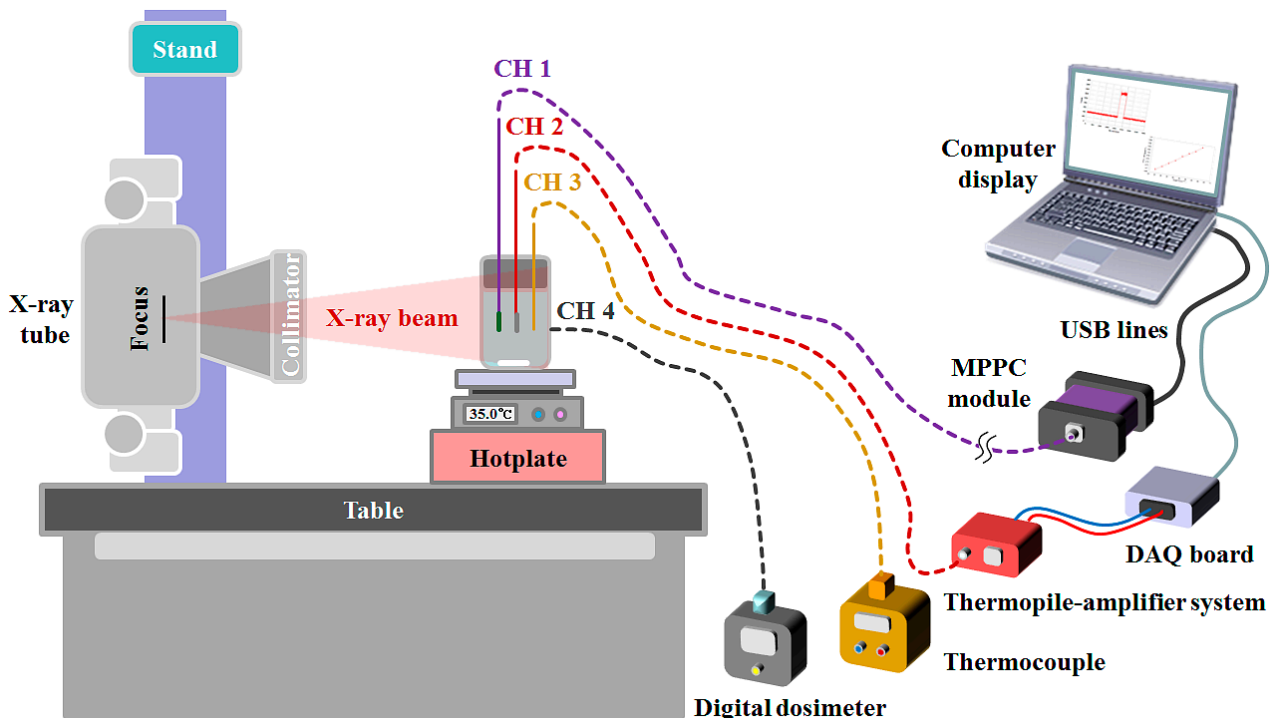 Stand
CH 1
CH 2
CH 3
Computer
display
X-ray
tube
Focus
Collimator
X-ray beam
CH 4
USB lines
MPPC
module
35.0℃
Hotplate
Table
DAQ board
Thermopile-amplifier system
Thermocouple
Digital dosimeter